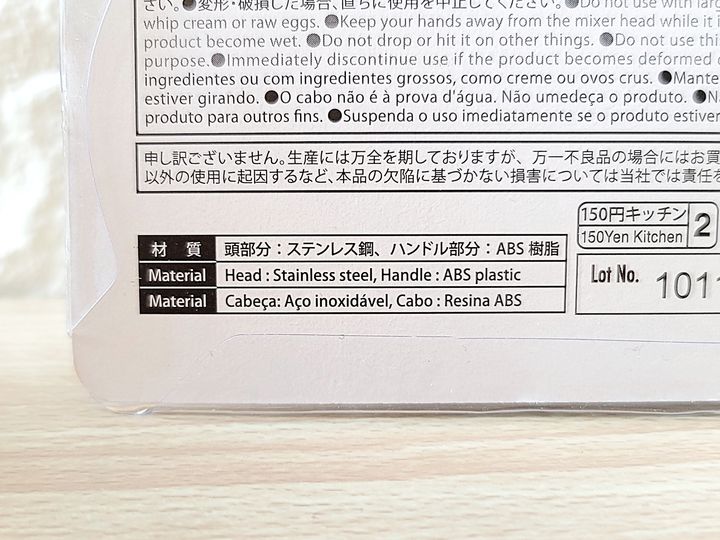 さい。●変形・破損した場合、直ちに使用を中止してください。●Do not use with larg
whip cream or raw eggs. ●Keep your hands away from the mixer head while it i
product become wet. ●Do not drop or hit it on other things. ●Do not use thi
purpose. ●Immediately discontinue use if the product becomes deformed o
ingredientes ou com ingredientes grossos, como creme ou ovos crus. ●Mante
estiver girando. ●O cabo não é à prova d'água. Não umedeça o produto. ●N
produto para outros fins. ●Suspenda o uso imediatamente se o produto estiver
申し訳ございません。生産には万全を期しておりますが、万一不良品の場合にはお買
以外の使用に起因するなど、本品の欠陥に基づかない損害については当社では責任を
150円キッチン 2
150Yen Kitchen
材質 頭部分：ステンレス鋼、ハンドル部分：ABS 樹脂
Material Head : Stainless steel, Handle : ABS plastic
Material Cabeça: Aço inoxidável, Cabo : Resina ABS
Lot No. 1011